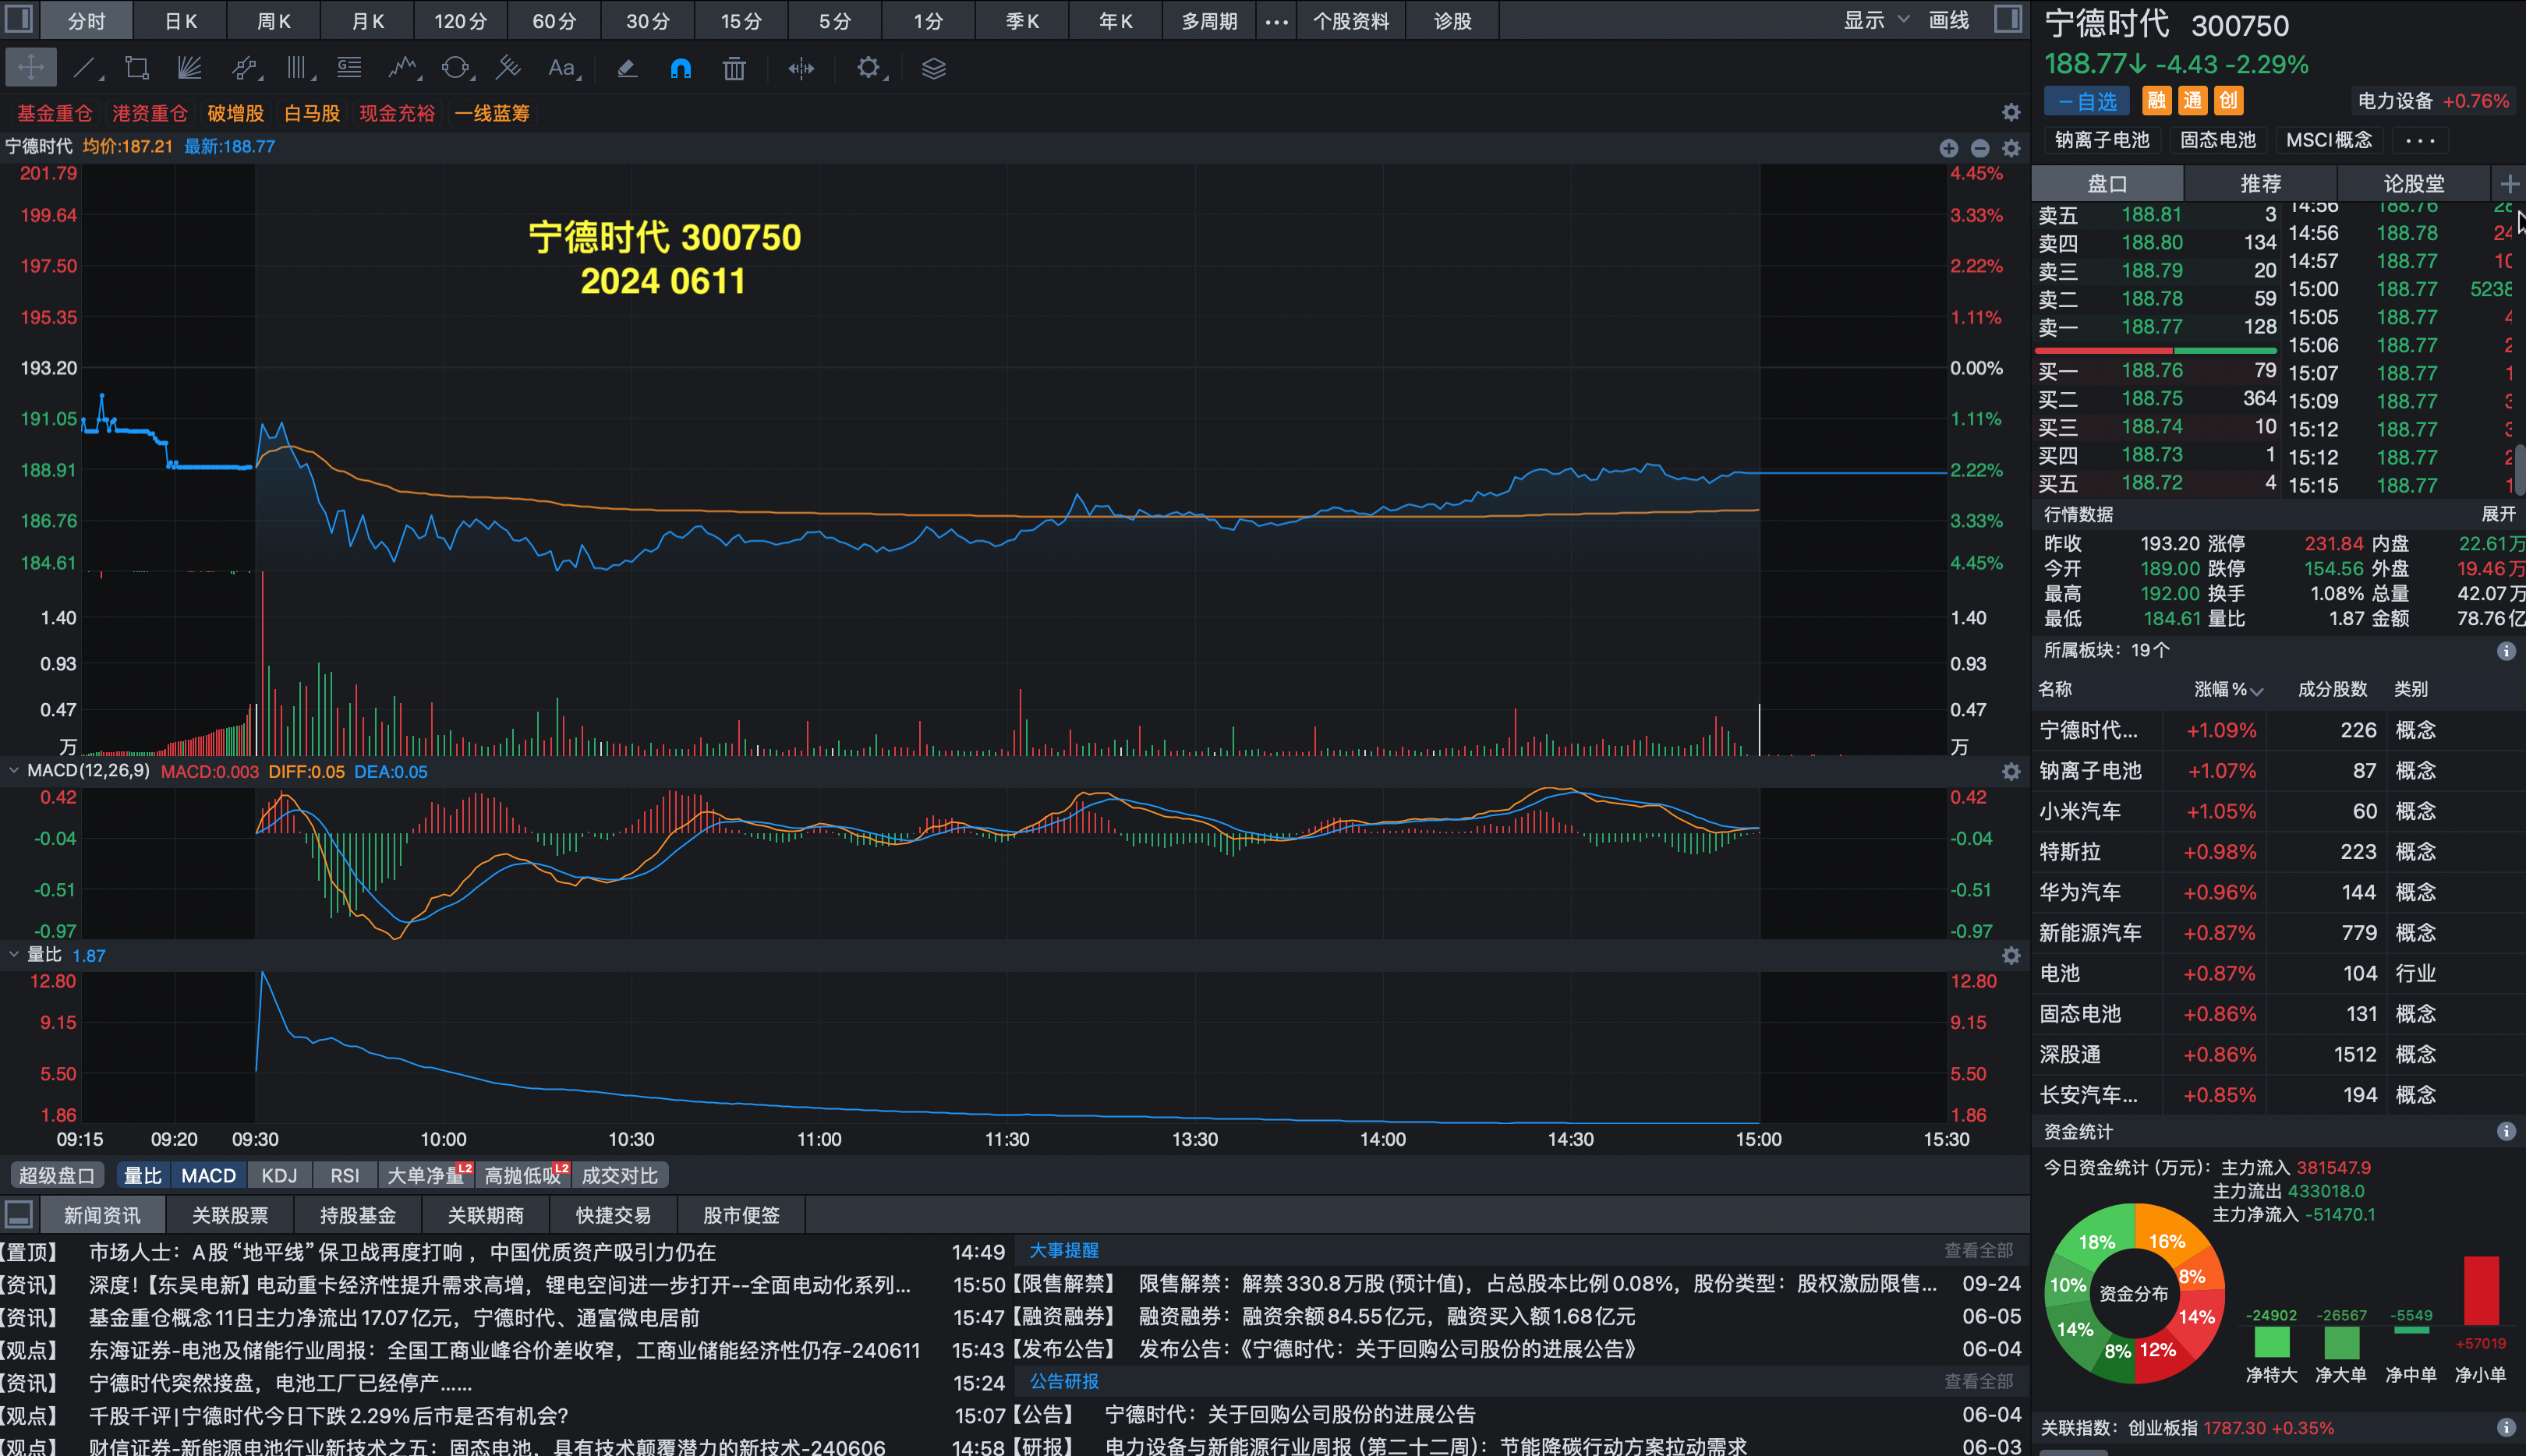 分时 日K 周K 月K 120分 60分 30分 15分 5分 1分 季K 年K 多周期 ••• 个股资料 诊股 显示 画线
Aa
基金重仓 港资重仓 破增股 白马股 现金充裕 一线蓝筹
宁德时代 均价:187.21 最新:188.77
宁德时代 300750
2024 0611
201.79 4.45%
199.64 3.33%
197.50 2.22%
195.35 1.11%
193.20 0.00%
191.05 1.11%
188.91 2.22%
186.76 3.33%
184.61 4.45%
1.40 1.40
0.93 0.93
0.47 0.47
万 万
MACD(12,26,9) MACD:0.003 DIFF:0.05 DEA:0.05
0.42 0.42
-0.04 -0.04
-0.51 -0.51
-0.97 -0.97
量比 1.87
12.80 12.80
9.15 9.15
5.50 5.50
1.86 1.86
09:15 09:20 09:30 10:00 10:30 11:00 11:30 13:30 14:00 14:30 15:00 15:30
超级盘口 量比 MACD KDJ RSI 大单净量 L2 高抛低吸 L2 成交对比
新闻资讯 关联股票 持股基金 关联期商 快捷交易 股市便签
【置顶】 市场人士：A股“地平线”保卫战再度打响，中国优质资产吸引力仍在 14:49
【资讯】 深度!【东吴电新】电动重卡经济性提升需求高增，锂电空间进一步打开--全面电动化系列... 15:50
【资讯】 基金重仓概念11日主力净流出17.07亿元，宁德时代、通富微电居前 15:47
【观点】 东海证券-电池及储能行业周报：全国工商业峰谷价差收窄，工商业储能经济性仍存-240611 15:43
【资讯】 宁德时代突然接盘，电池工厂已经停产…… 15:24
【观点】 千股千评|宁德时代今日下跌2.29%后市是否有机会? 15:07
【观点】 财信证券-新能源电池行业新技术之五：固态电池，具有技术颠覆潜力的新技术-240606 14:58
大事提醒 查看全部
【限售解禁】 限售解禁：解禁330.8万股(预计值)，占总股本比例0.08%，股份类型：股权激励限售... 09-24
【融资融券】 融资融券：融资余额84.55亿元，融资买入额1.68亿元 06-05
【发布公告】 发布公告：《宁德时代：关于回购公司股份的进展公告》 06-04
公告研报 查看全部
【公告】 宁德时代：关于回购公司股份的进展公告 06-04
【研报】 电力设备与新能源行业周报（第二十二周）：节能降碳行动方案拉动需求 06-03
宁德时代 300750
188.77↓ -4.43 -2.29%
－自选 融 通 创 电力设备 +0.76%
钠离子电池 固态电池 MSCI概念 ···
盘口 推荐 论股堂
卖五 188.81 3
卖四 188.80 134
卖三 188.79 20
卖二 188.78 59
卖一 188.77 128
买一 188.76 79
买二 188.75 364
买三 188.74 10
买四 188.73 1
买五 188.72 4
14:56 188.76
14:56 188.78
14:57 188.77
15:00 188.77 5238
15:05 188.77
15:06 188.77
15:07 188.77
15:09 188.77
15:12 188.77
15:12 188.77
15:15 188.77
行情数据 展开
昨收 193.20 涨停 231.84 内盘 22.61万
今开 189.00 跌停 154.56 外盘 19.46万
最高 192.00 换手 1.08% 总量 42.07万
最低 184.61 量比 1.87 金额 78.76亿
所属板块：19个
名称 涨幅% 成分股数 类别
宁德时代... +1.09% 226 概念
钠离子电池 +1.07% 87 概念
小米汽车 +1.05% 60 概念
特斯拉 +0.98% 223 概念
华为汽车 +0.96% 144 概念
新能源汽车 +0.87% 779 概念
电池 +0.87% 104 行业
固态电池 +0.86% 131 概念
深股通 +0.86% 1512 概念
长安汽车... +0.85% 194 概念
资金统计
今日资金统计(万元)：主力流入 381547.9
主力流出 433018.0
主力净流入 -51470.1
18% 16%
10% 8%
资金分布
14% 14%
8% 12%
-24902 -26567 -5549 +57019
净特大 净大单 净中单 净小单
关联指数：创业板指 1787.30 +0.35%